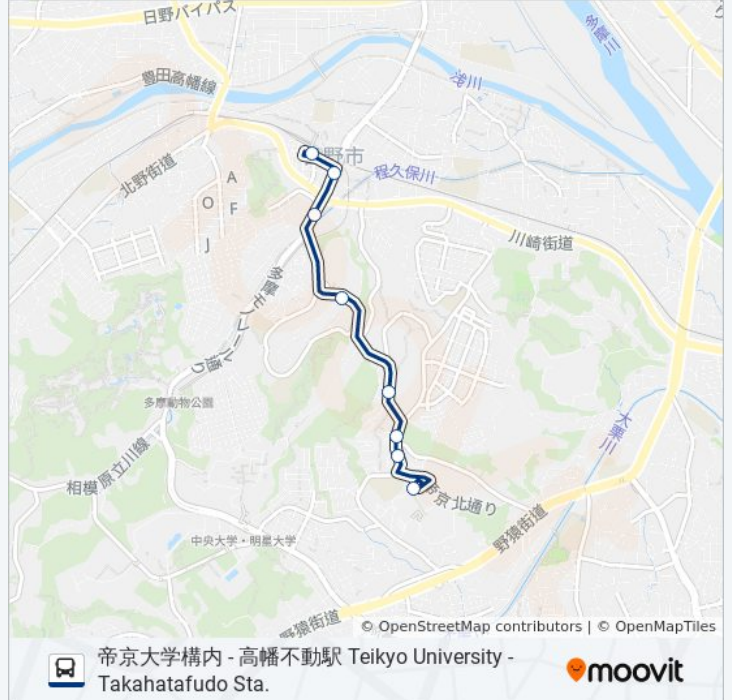 日野バイパス
多摩川
豊田高幡線
浅川
野市
北野街道
程久保川
A
O F
J
川崎街道
多摩モノレール通り
多摩動物公園
大栗川
相模原立川線
帝京北通り
野猿街道
中央大学・明星大学
野猿街道
© OpenStreetMap contributors | © OpenMapTiles
帝京大学構内 - 高幡不動駅 Teikyo University -
Takahatafudo Sta.
moovit